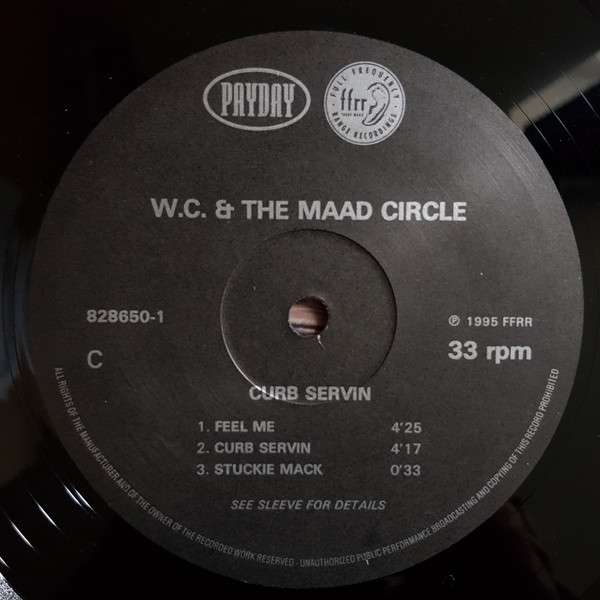 PAYDAY
FULL FREQUENCY
ffrr
RANGE RECORDINGS
W.C. & THE MAAD CIRCLE
828650-1
℗ 1995 FFRR
C
33 rpm
CURB SERVIN
1. FEEL ME 4'25
2. CURB SERVIN 4'17
3. STUCKIE MACK 0'33
SEE SLEEVE FOR DETAILS
ALL RIGHTS OF THE MANUFACTURER AND OF THE OWNER OF THE RECORDED WORK RESERVED - UNAUTHORIZED PUBLIC PERFORMANCE BROADCASTING AND COPYING OF THIS RECORD PROHIBITED